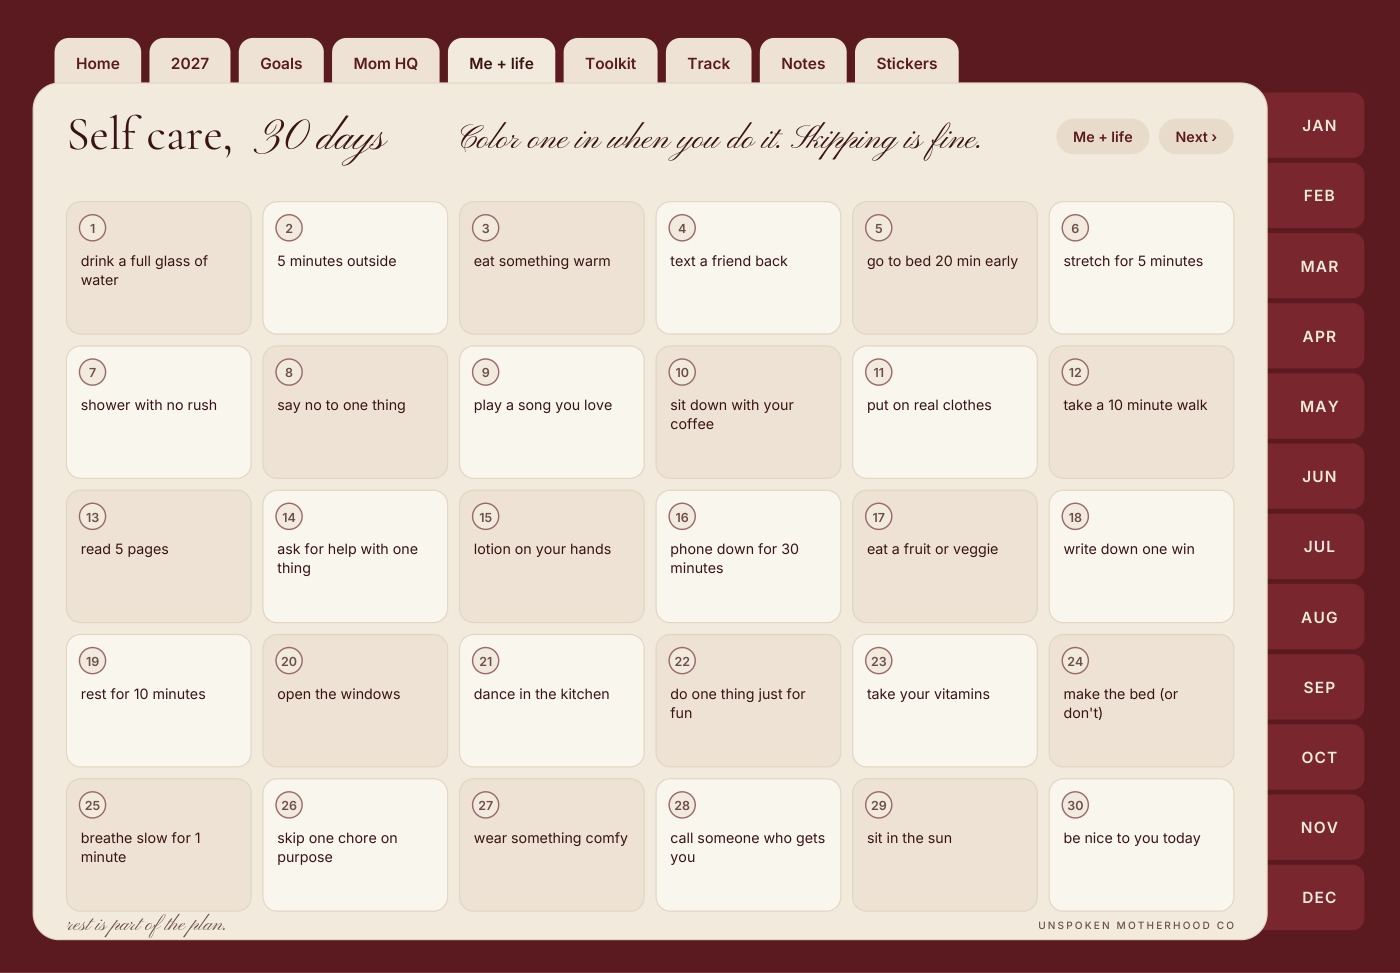 Home 2027 Goals Mom HQ Me + life Toolkit Track Notes Stickers
Self care, 30 days
Color one in when you do it. Skipping is fine.
Me + life Next ›
1
drink a full glass of
water
2
5 minutes outside
3
eat something warm
4
text a friend back
5
go to bed 20 min early
6
stretch for 5 minutes
7
shower with no rush
8
say no to one thing
9
play a song you love
10
sit down with your
coffee
11
put on real clothes
12
take a 10 minute walk
13
read 5 pages
14
ask for help with one
thing
15
lotion on your hands
16
phone down for 30
minutes
17
eat a fruit or veggie
18
write down one win
19
rest for 10 minutes
20
open the windows
21
dance in the kitchen
22
do one thing just for
fun
23
take your vitamins
24
make the bed (or
don't)
25
breathe slow for 1
minute
26
skip one chore on
purpose
27
wear something comfy
28
call someone who gets
you
29
sit in the sun
30
be nice to you today
rest is part of the plan.
UNSPOKEN MOTHERHOOD CO
JAN
FEB
MAR
APR
MAY
JUN
JUL
AUG
SEP
OCT
NOV
DEC